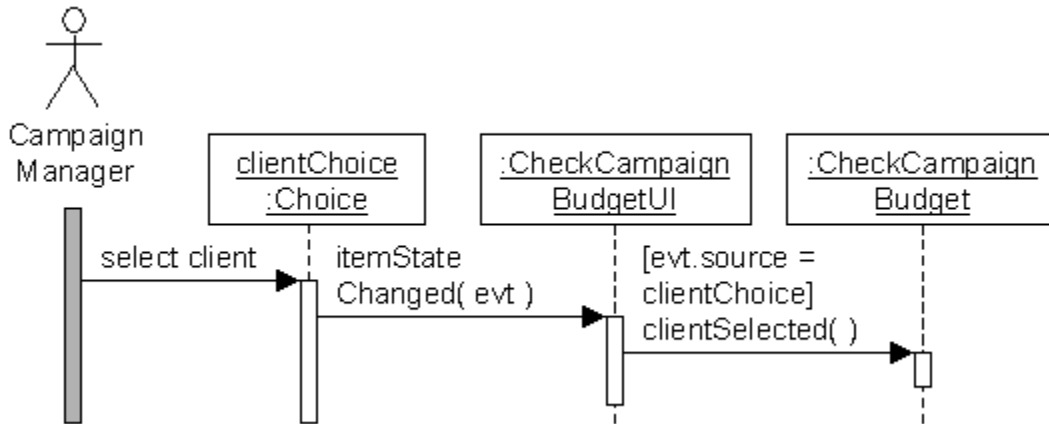 Campaign
Manager
clientChoice
:Choice
:CheckCampaign
BudgetUI
:CheckCampaign
Budget
select client
itemState
Changed( evt )
[evt.source =
clientChoice]
clientSelected( )